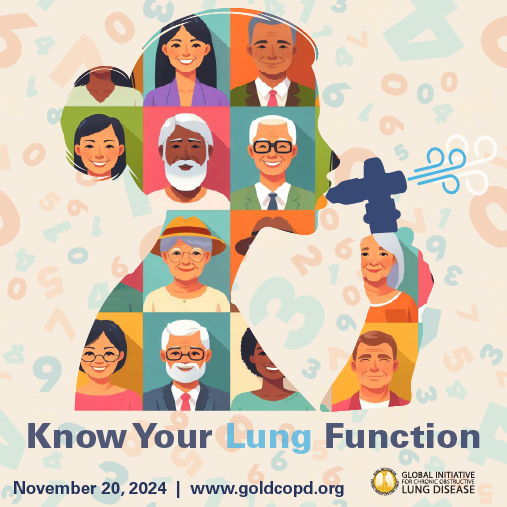 Know Your Lung Function
November 20, 2024 | www.goldcopd.org
GLOBAL INITIATIVE
FOR CHRONIC OBSTRUCTIVE
LUNG DISEASE